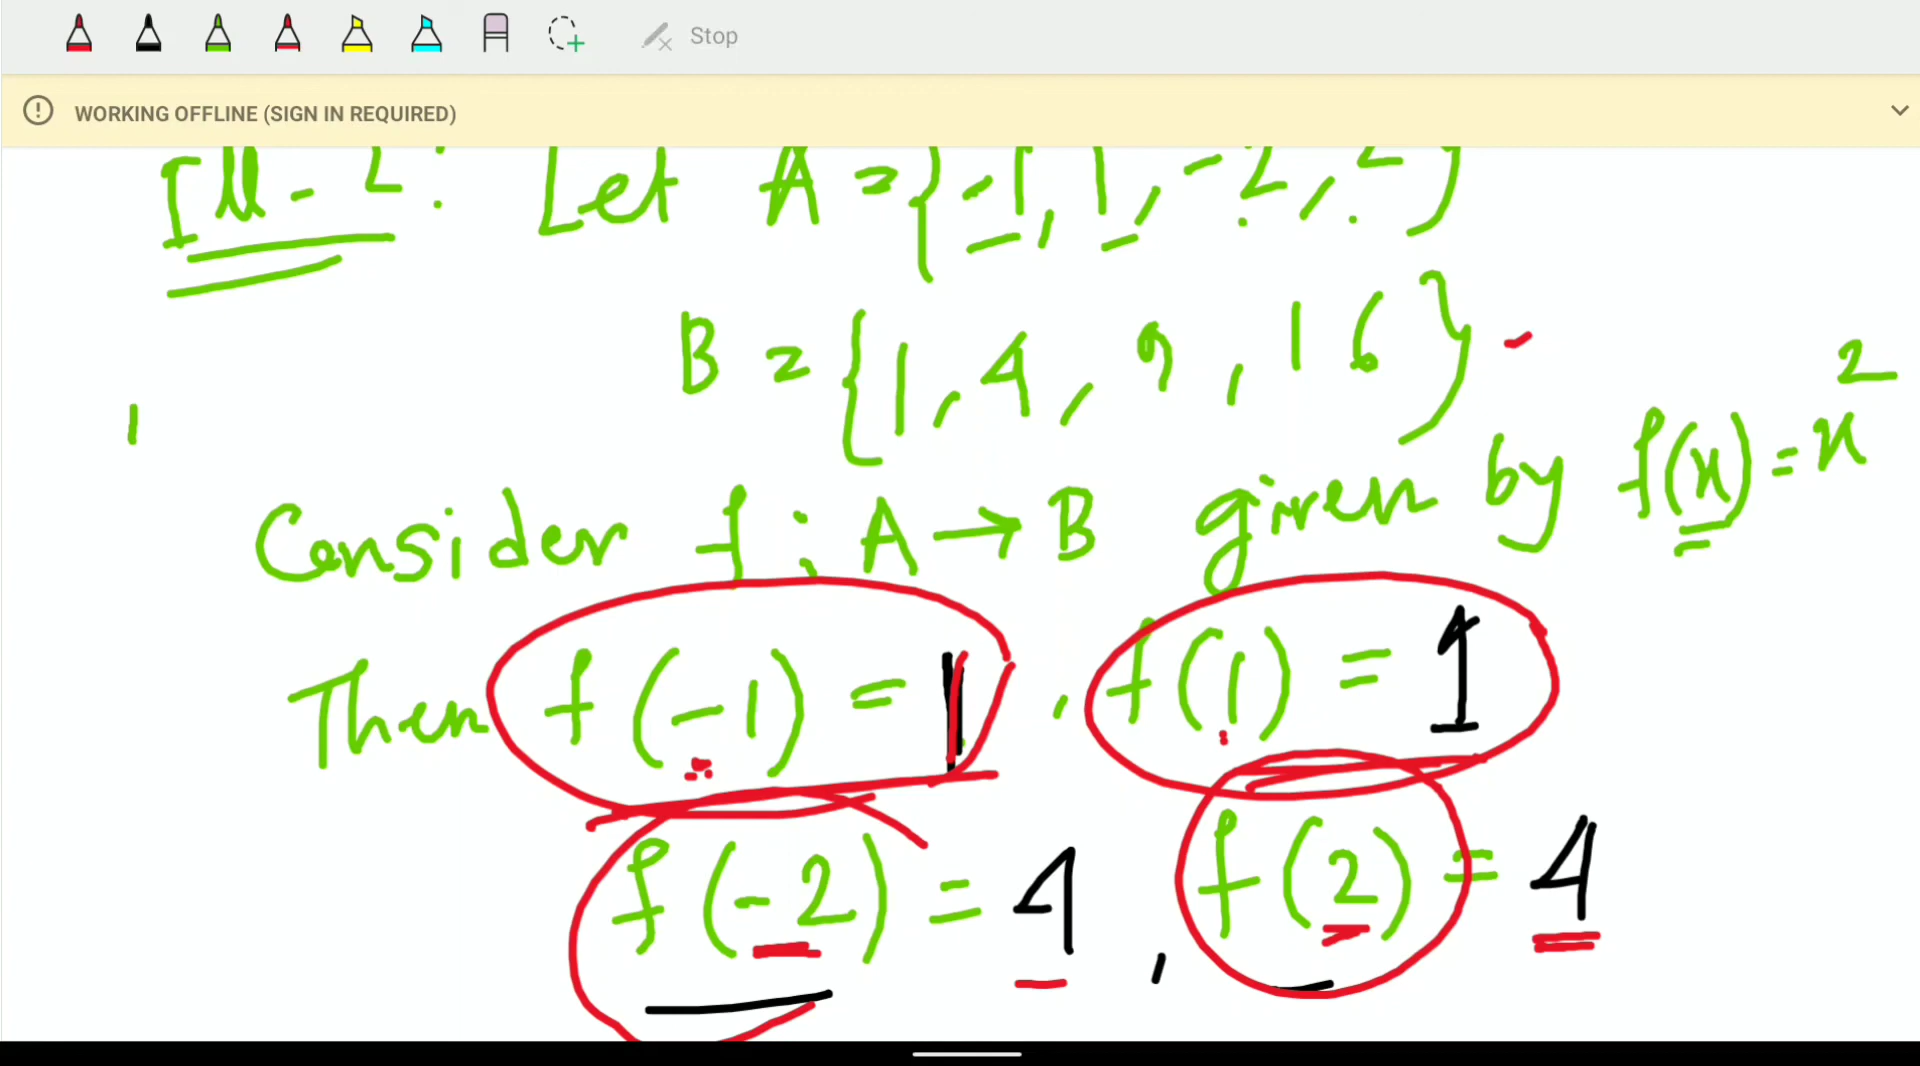 Stop
WORKING OFFLINE (SIGN IN REQUIRED)
Ill-2: Let A = {-1, 1, -2, 2}
B = {1, 4, 9, 16}
Consider f : A → B given by f(x) = x²
Then f(-1) = 1, f(1) = 1
f(-2) = 4, f(2) = 4